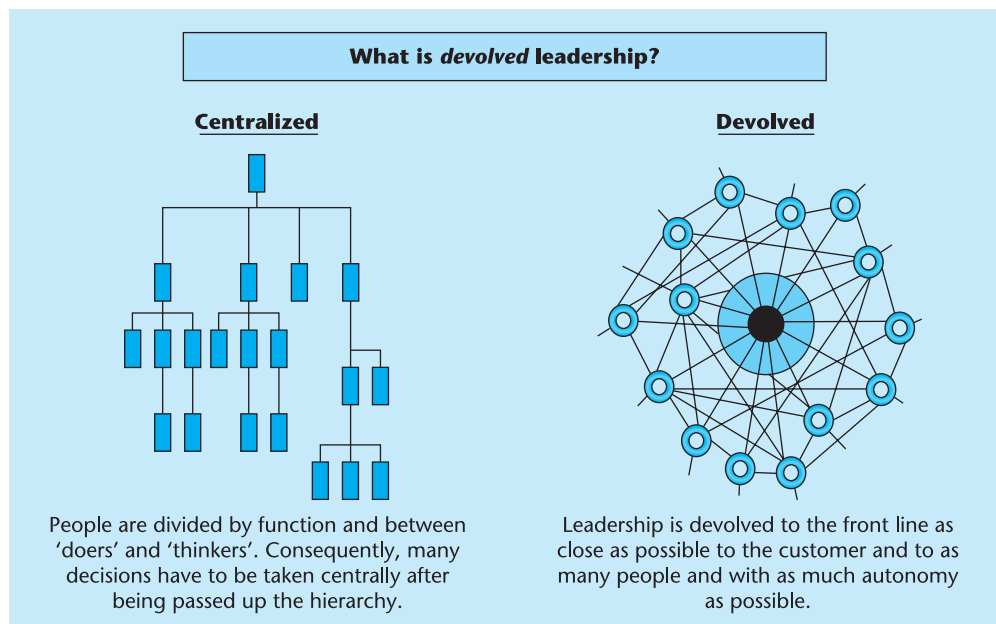 What is devolved leadership?
Centralized
People are divided by function and between
‘doers’ and ‘thinkers’. Consequently, many
decisions have to be taken centrally after
being passed up the hierarchy.
Devolved
Leadership is devolved to the front line as
close as possible to the customer and to as
many people and with as much autonomy
as possible.